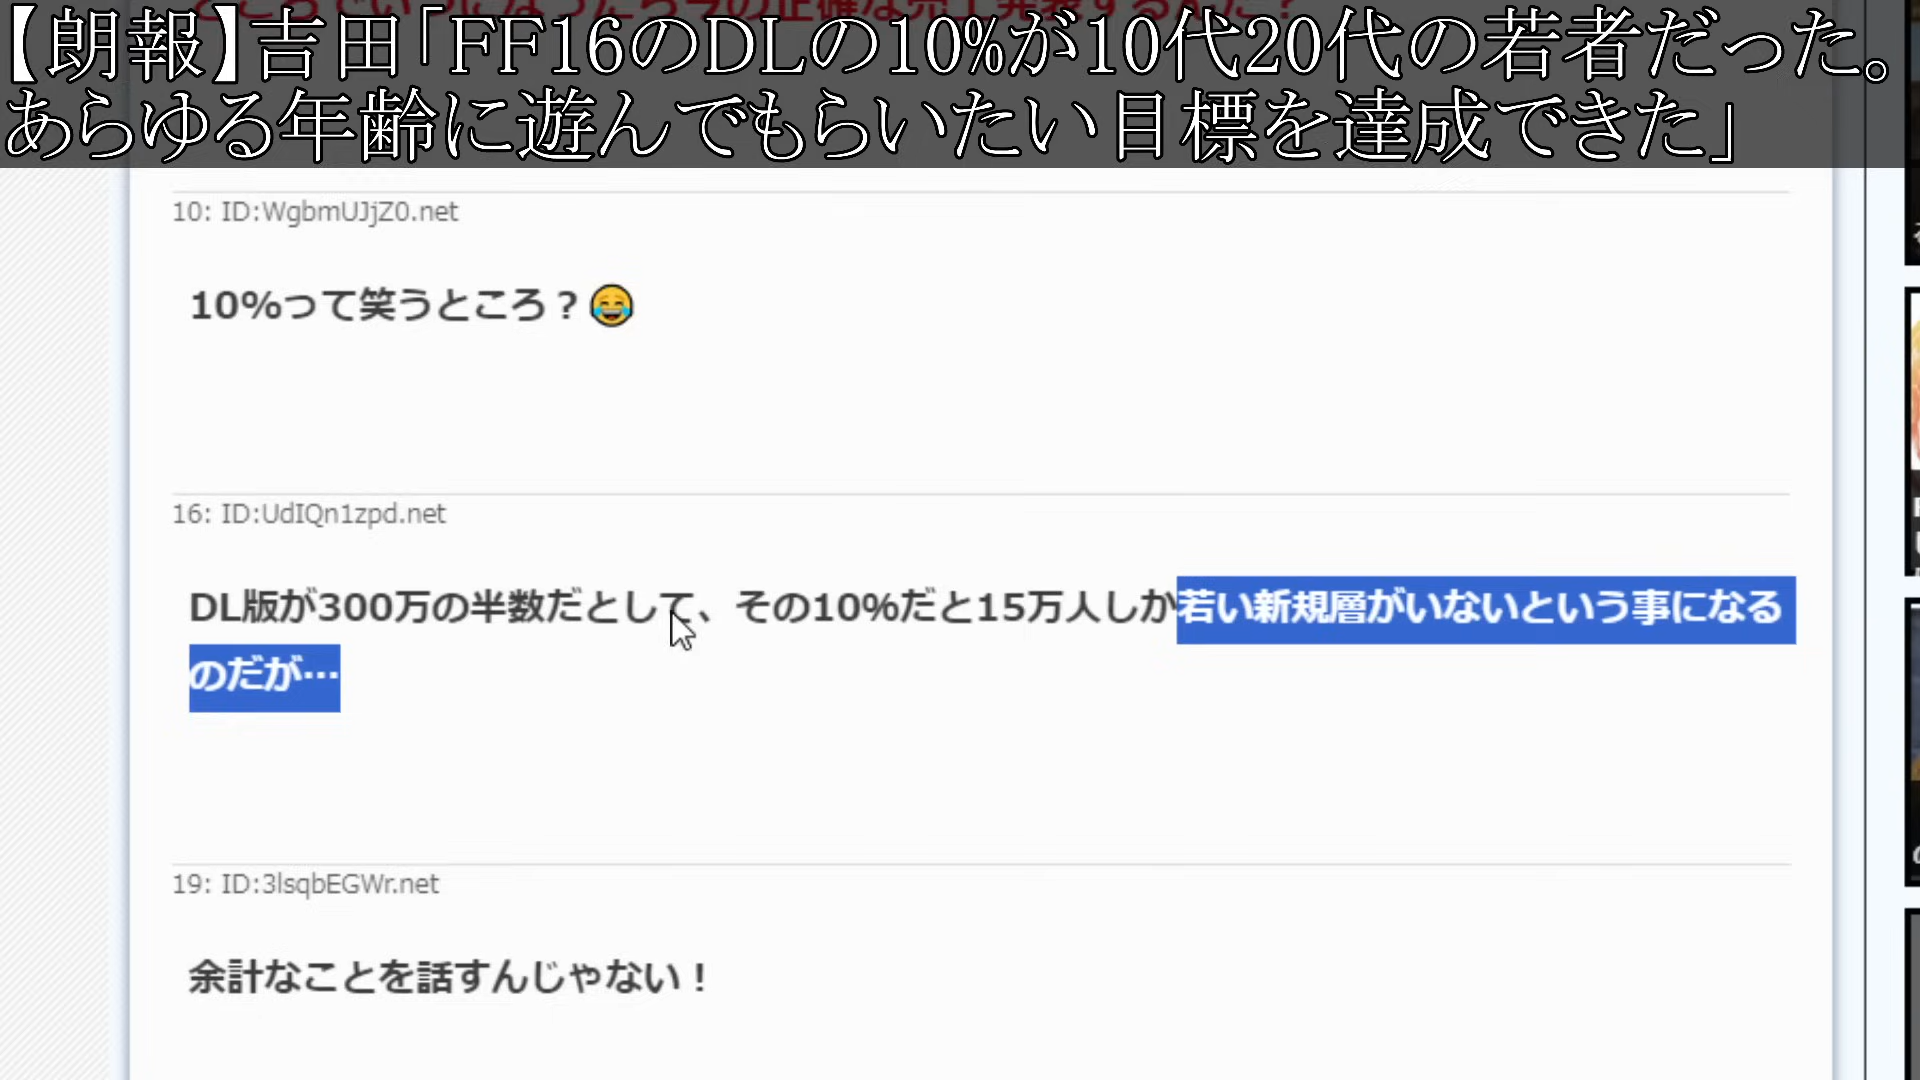 【朗報】吉田「FF16のDLの10%が10代20代の若者だった。
あらゆる年齢に遊んでもらいたい目標を達成できた」
10: ID:WgbmUJjZ0.net
10%って笑うところ？😂
16: ID:UdIQn1zpd.net
DL版が300万の半数だとして、その10%だと15万人しか若い新規層がいないという事になる
のだが…
19: ID:3lsqbEGWr.net
余計なことを話すんじゃない！